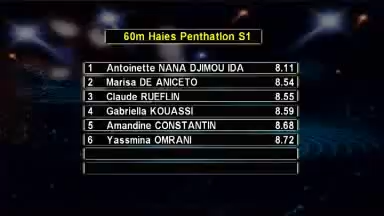 60m Haies Penthatlon S1
1 Antoinette NANA DJIMOU IDA 8.11
2 Marisa DE ANICETO 8.54
3 Claude RUEFLIN 8.55
4 Gabriella KOUASSI 8.59
5 Amandine CONSTANTIN 8.68
6 Yassmina OMRANI 8.72